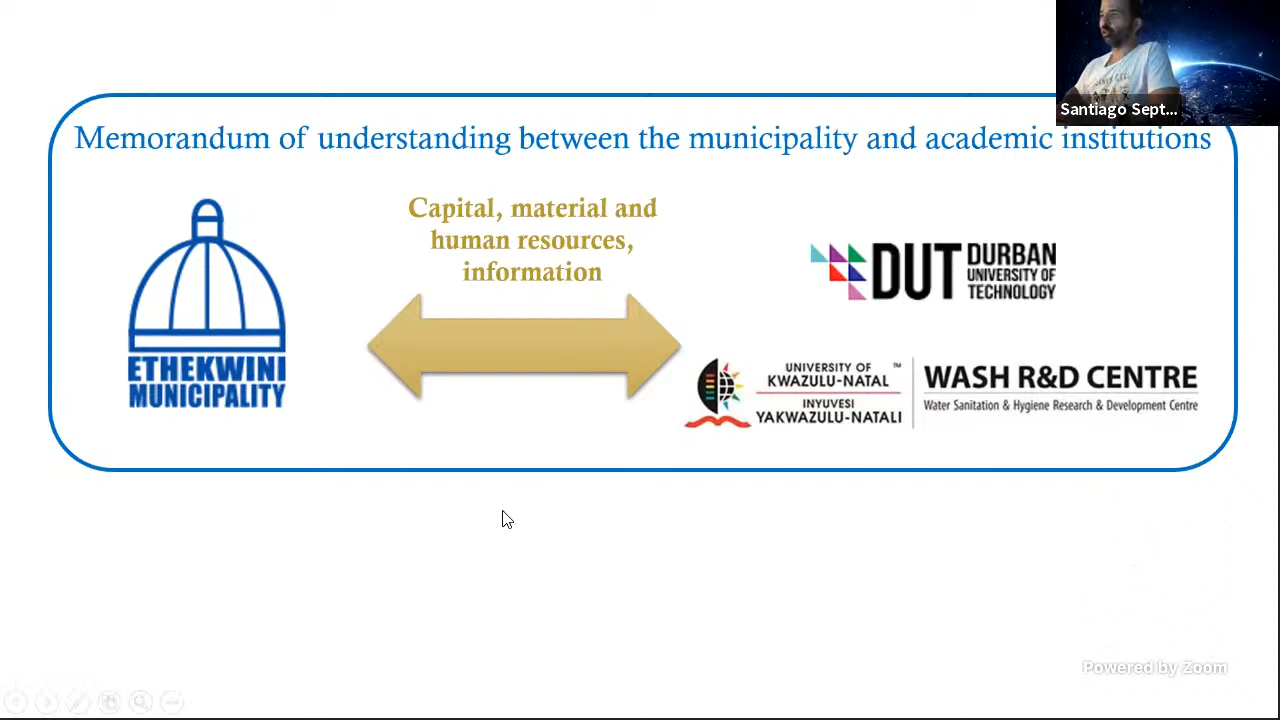 Santiago Sept...
Memorandum of understanding between the municipality and academic institutions
Capital, material and
human resources,
information
ETHEKWINI
MUNICIPALITY
DUT DURBAN
UNIVERSITY OF
TECHNOLOGY
UNIVERSITY OF ™
KWAZULU-NATAL
INYUVESI
YAKWAZULU-NATALI
WASH R&D CENTRE
Water Sanitation & Hygiene Research & Development Centre
Powered by Zoom